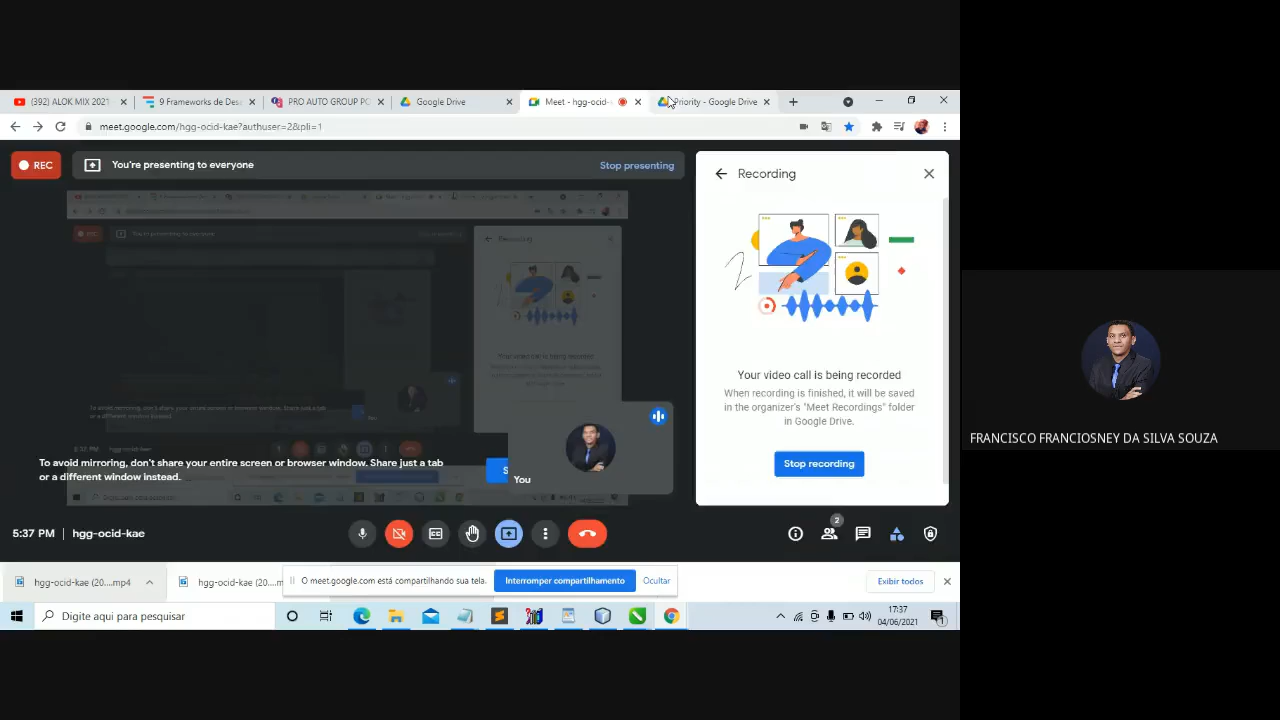 (392) ALOK MIX 2021
9 Frameworks de Des
PRO AUTO GROUP PO
Google Drive
Meet - hgg-ocid-
Priority - Google Drive
meet.google.com/hgg-ocid-kae?authuser=2&pli=1
REC
You're presenting to everyone
Stop presenting
Recording
Your video call is being recorded
When recording is finished, it will be saved
in the organizer's "Meet Recordings" folder
in Google Drive.
Stop recording
To avoid mirroring, don't share your entire screen or browser window. Share just a tab
or a different window instead.
S
You
FRANCISCO FRANCIOSNEY DA SILVA SOUZA
5:37 PM | hgg-ocid-kae
2
hgg-ocid-kae (20....mp4
hgg-ocid-kae (20....m
O meet.google.com está compartilhando sua tela.
Interromper compartilhamento
Ocultar
Exibir todos
Digite aqui para pesquisar
17:37
04/06/2021
1